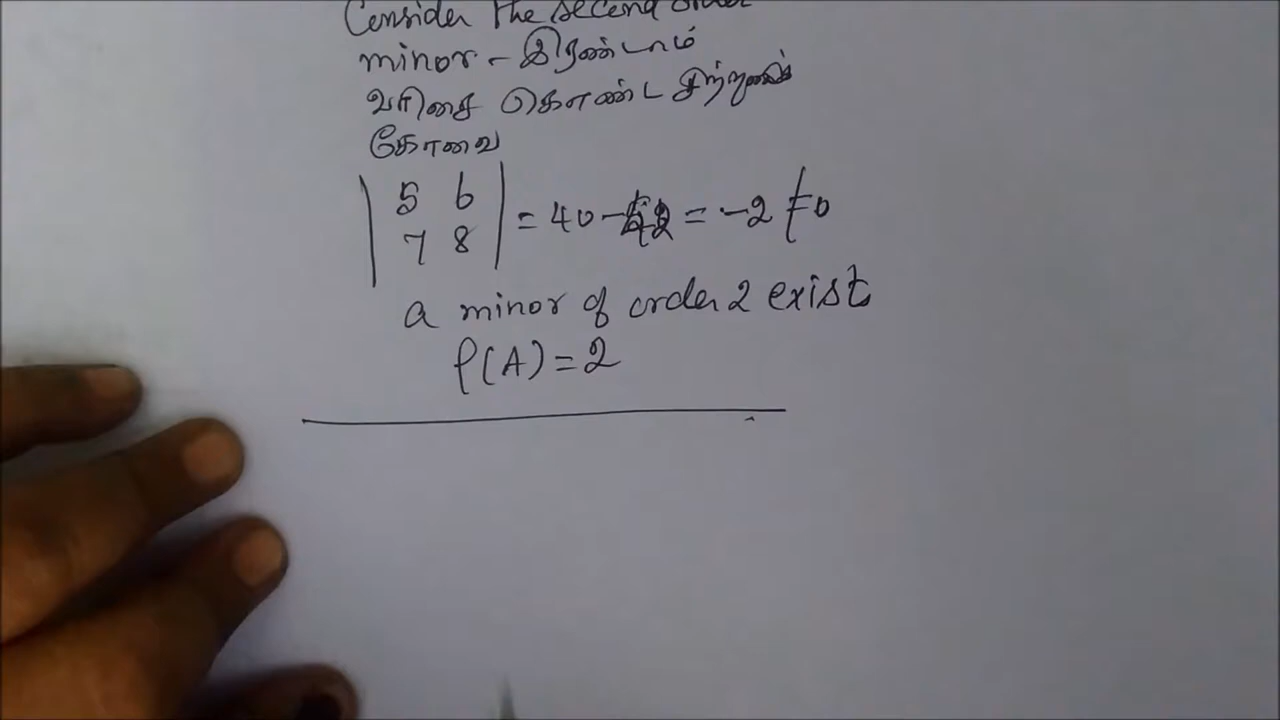 Consider the second order
minor - இரண்டாம்
வரிசை கொண்ட சிற்றணி
கோவை
| 5 6 |
| 7 8 | = 40 - 42 = -2 ≠ 0
a minor of order 2 exist
ρ(A) = 2